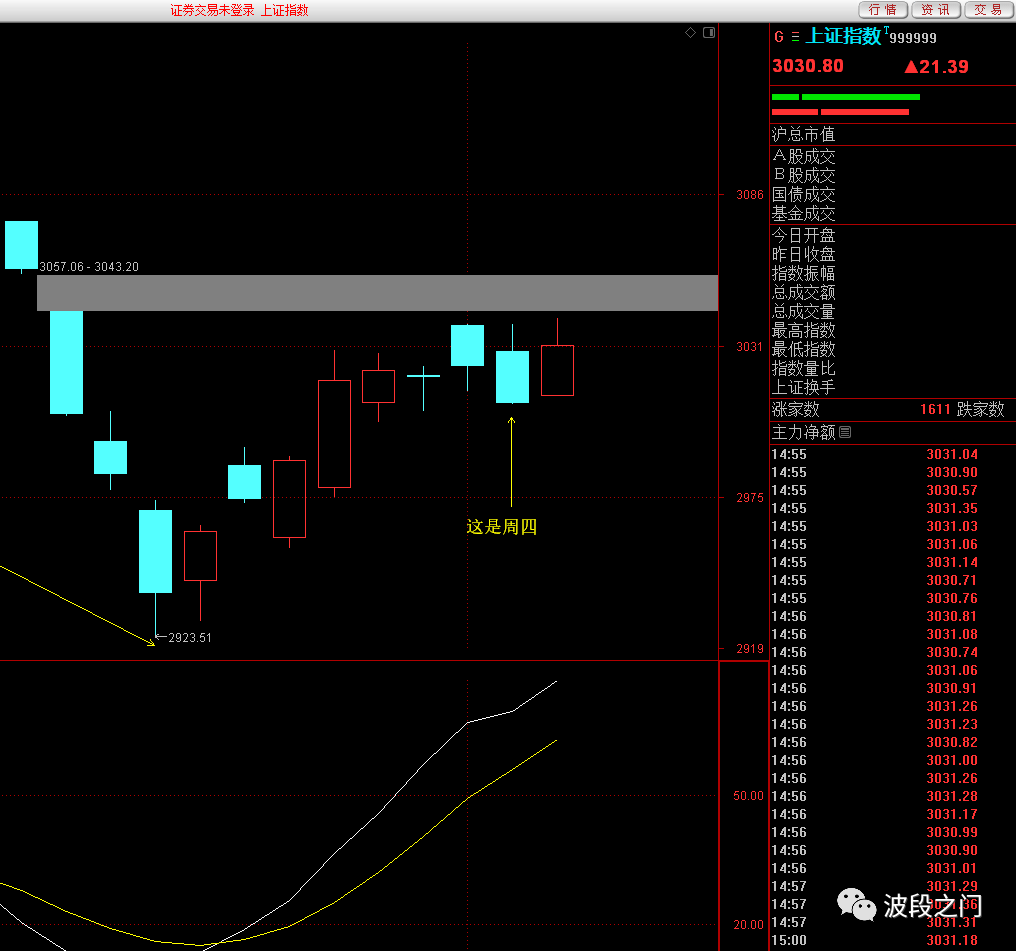 证券交易未登录 上证指数
行情 资讯 交易
G 上证指数T999999
3030.80 ▲21.39
沪总市值
A股成交
B股成交
国债成交
基金成交
今日开盘
昨日收盘
指数振幅
总成交额
总成交量
最高指数
最低指数
指数量比
上证换手
涨家数 1611 跌家数
主力净额
3086
3057.06 - 3043.20
3031
2975
这是周四
2923.51
2919
50.00
20.00
14:55 3031.04
14:55 3030.90
14:55 3030.57
14:55 3031.35
14:55 3031.03
14:55 3031.06
14:55 3031.14
14:55 3030.71
14:55 3030.76
14:56 3030.81
14:56 3031.08
14:56 3030.74
14:56 3031.06
14:56 3030.91
14:56 3031.26
14:56 3031.23
14:56 3030.82
14:56 3031.00
14:56 3031.26
14:56 3031.28
14:56 3031.17
14:56 3030.99
14:56 3030.90
14:56 3031.01
14:57 3031.29
14:57 3031.36
14:57 3031.31
15:00 3031.18
波段之门